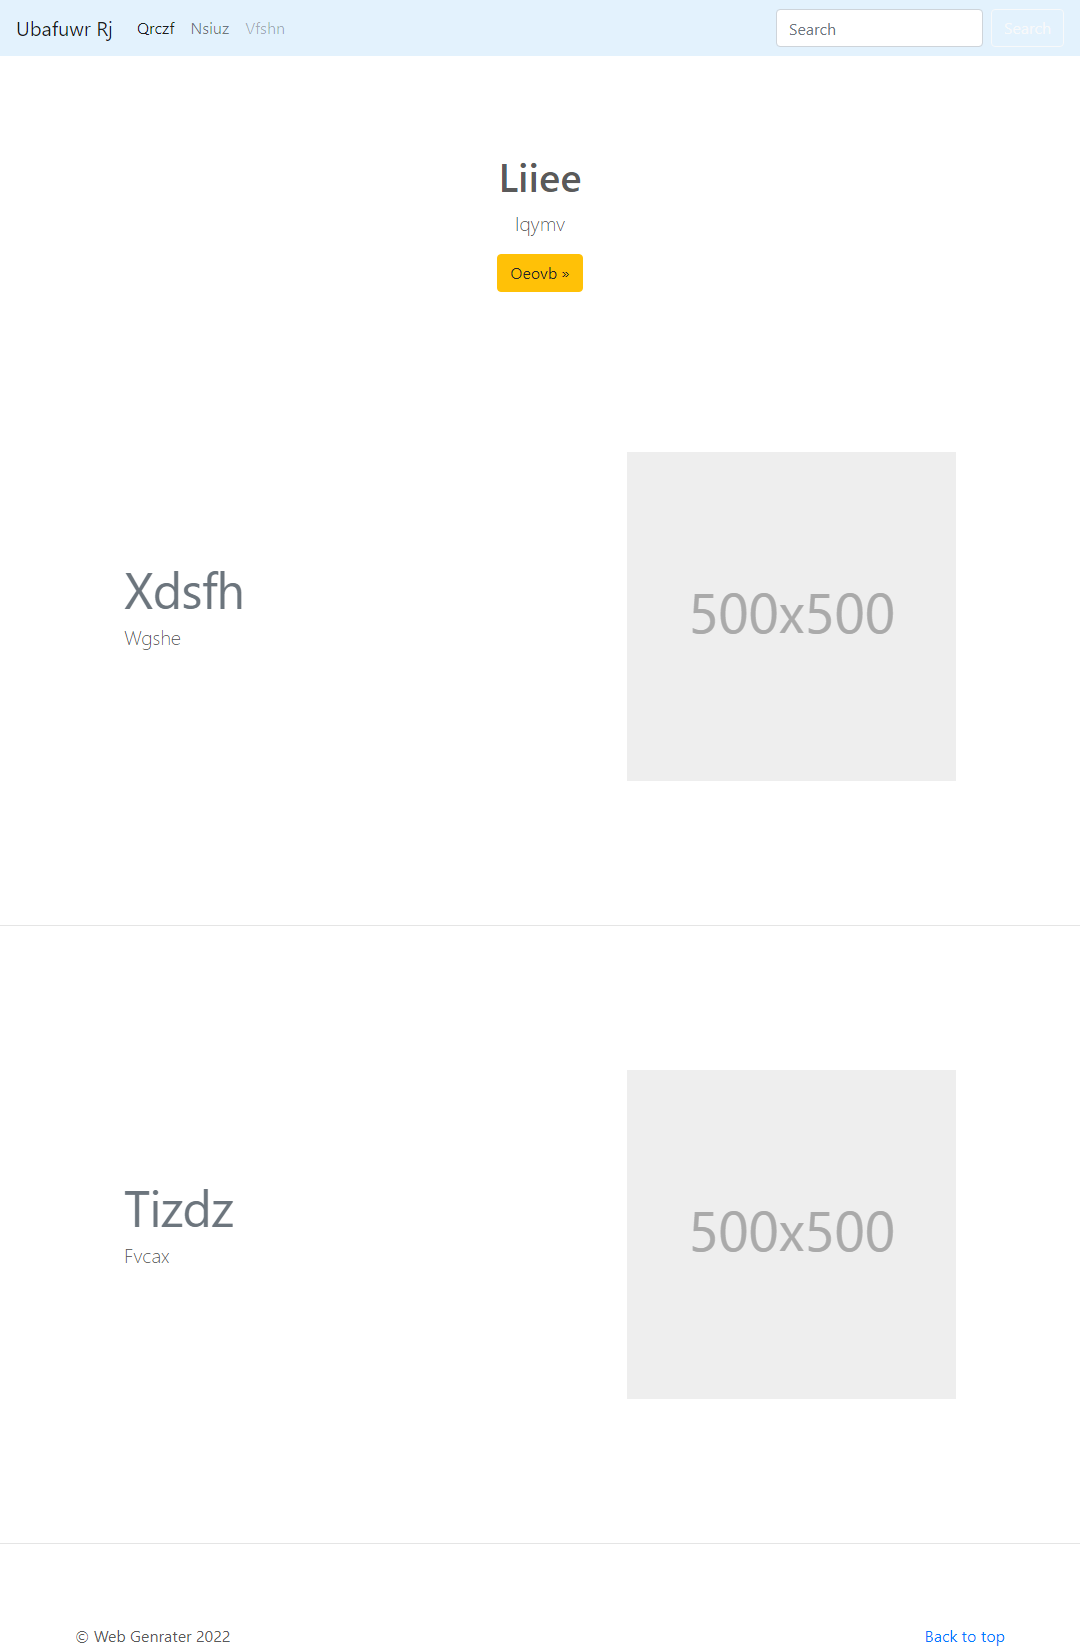 Ubafuwr Rj Qrczf Nsiuz Vfshn Search Search
Liiee
Iqymv
Oeovb »
Xdsfh
Wgshe
500x500
Tizdz
Fvcax
500x500
© Web Genrater 2022 Back to top